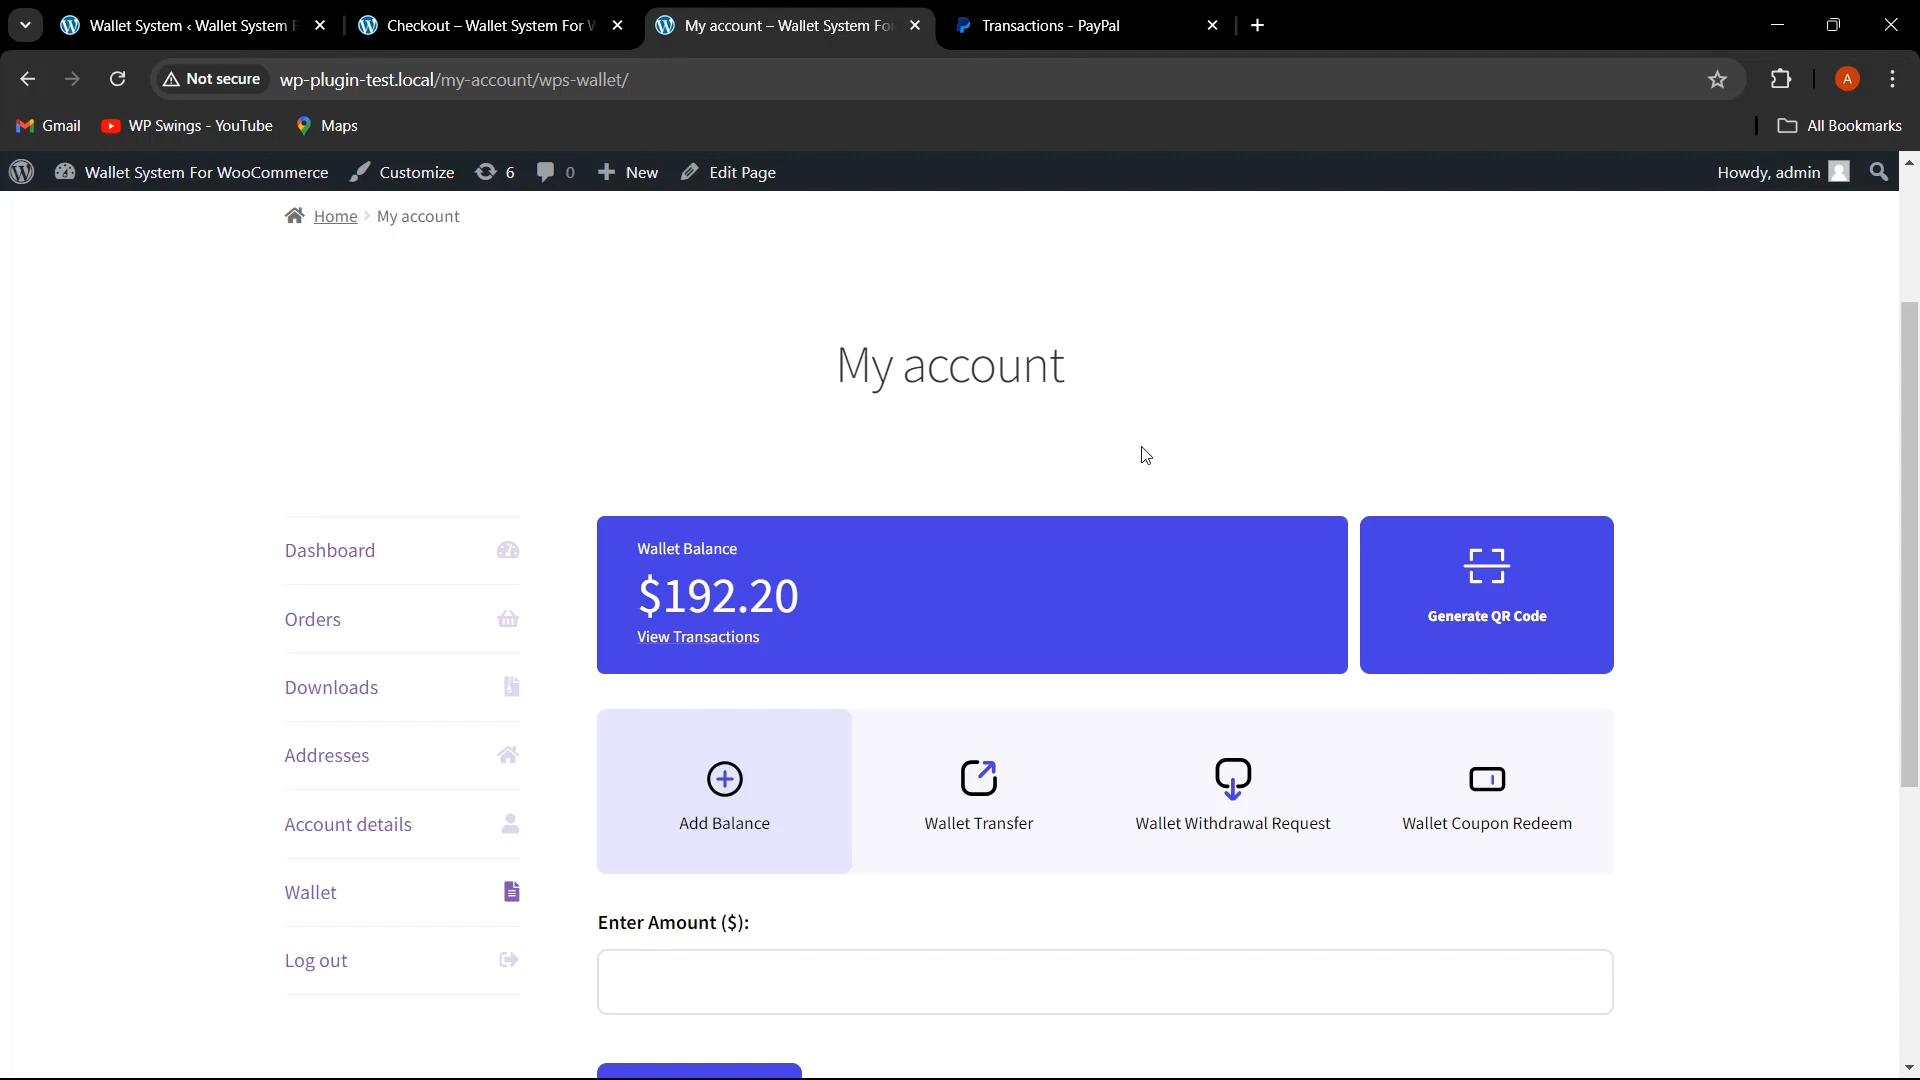 Wallet System ‹ Wallet System F
Checkout – Wallet System For W
My account – Wallet System For
Transactions - PayPal
Not secure
wp-plugin-test.local/my-account/wps-wallet/
A
Gmail
WP Swings - YouTube
Maps
All Bookmarks
Wallet System For WooCommerce
Customize
6
0
New
Edit Page
Howdy, admin
Home
My account
My account
Dashboard
Orders
Downloads
Addresses
Account details
Wallet
Log out
Wallet Balance
$192.20
View Transactions
Generate QR Code
Add Balance
Wallet Transfer
Wallet Withdrawal Request
Wallet Coupon Redeem
Enter Amount ($):